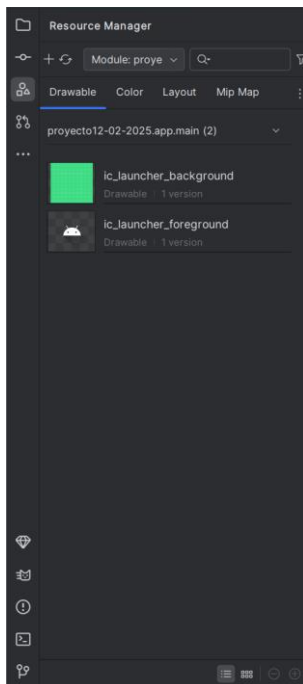 Resource Manager
Module: proye
Drawable Color Layout Mip Map
proyecto12-02-2025.app.main (2)
ic_launcher_background
Drawable | 1 version
ic_launcher_foreground
Drawable | 1 version